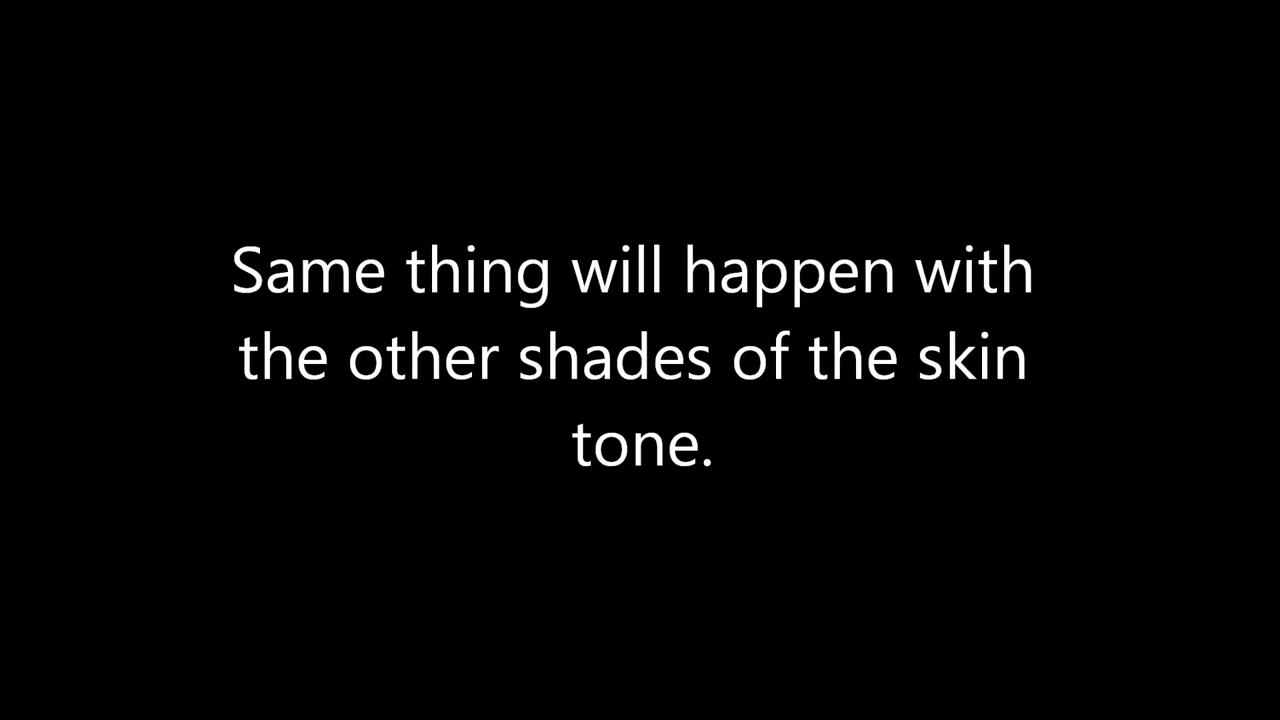 Same thing will happen with
the other shades of the skin
tone.